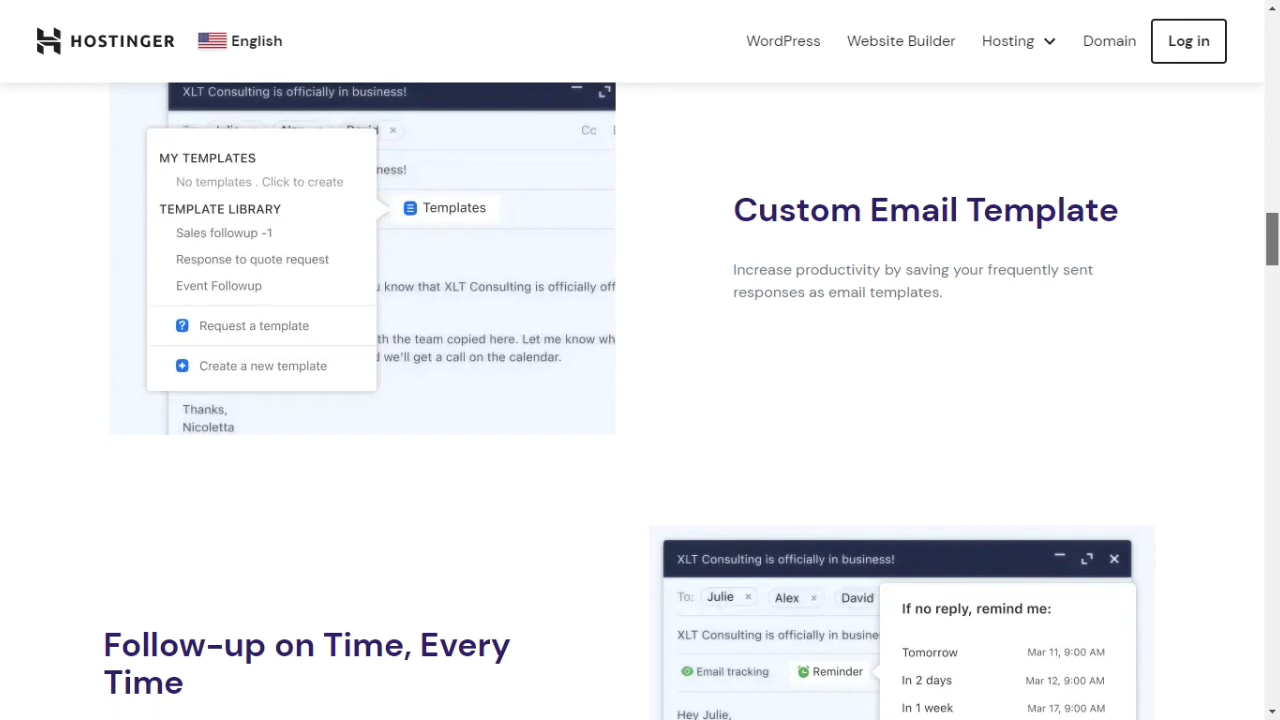 HOSTINGER English WordPress Website Builder Hosting Domain Log in
XLT Consulting is officially in business!
Cc
MY TEMPLATES
No templates . Click to create
TEMPLATE LIBRARY
Sales followup -1
Response to quote request
Event Followup
Request a template
Create a new template
David ×
ness!
Templates
know that XLT Consulting is officially off
th the team copied here. Let me know wh
we'll get a call on the calendar.
Thanks,
Nicoletta
Custom Email Template
Increase productivity by saving your frequently sent
responses as email templates.
Follow-up on Time, Every
Time
XLT Consulting is officially in business!
To: Julie × Alex × David
XLT Consulting is officially in busine
Email tracking Reminder
Hey Julie,
If no reply, remind me:
Tomorrow Mar 11, 9:00 AM
In 2 days Mar 12, 9:00 AM
In 1 week Mar 17, 9:00 AM